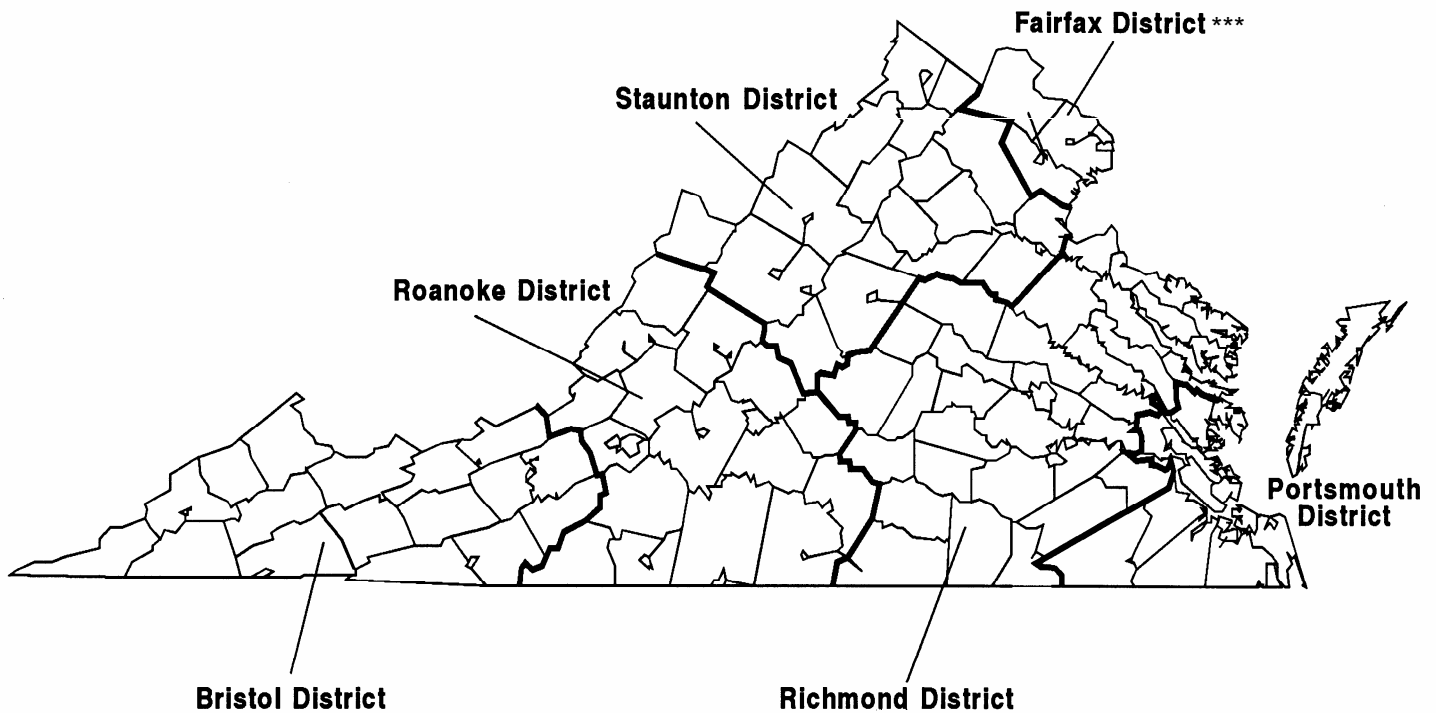 Fairfax District ***
Staunton District
Roanoke District
Portsmouth
District
Bristol District
Richmond District